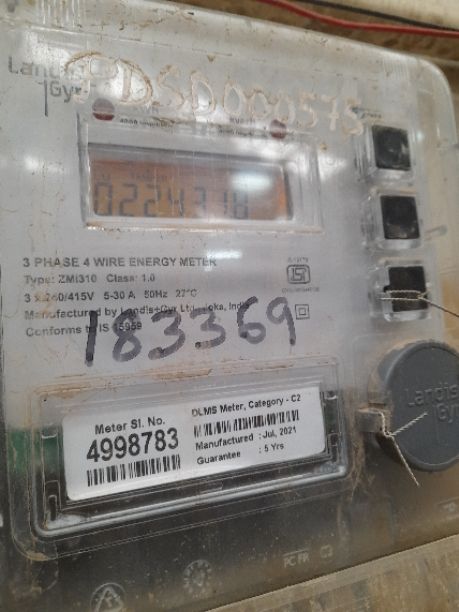 Landis
Gyr
PDSD000575
3 PHASE 4 WIRE ENERGY METER
Type: ZMI310 Class: 1.0
3 x 240/415V 5-30 A 50Hz 27°C
Manufactured by Landis+Gyr Ltd. India
Conforms to IS 15959
183369
Meter Sl. No.
4998783
DLMS Meter, Category - C2
Manufactured : Jul, 2021
Guarantee : 5 Yrs
Landis
Gyr